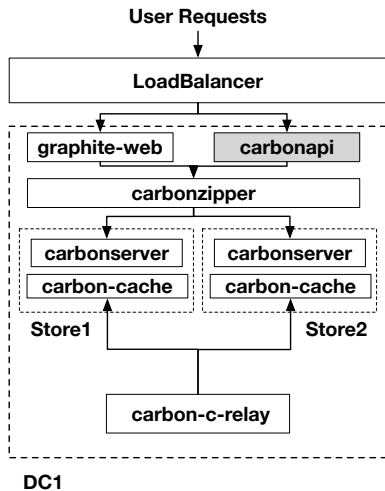 User Requests
LoadBalancer
graphite-web
carbonapi
carbonzipper
carbonserver
carbonserver
carbon-cache
carbon-cache
Store1
Store2
carbon-c-relay
DC1